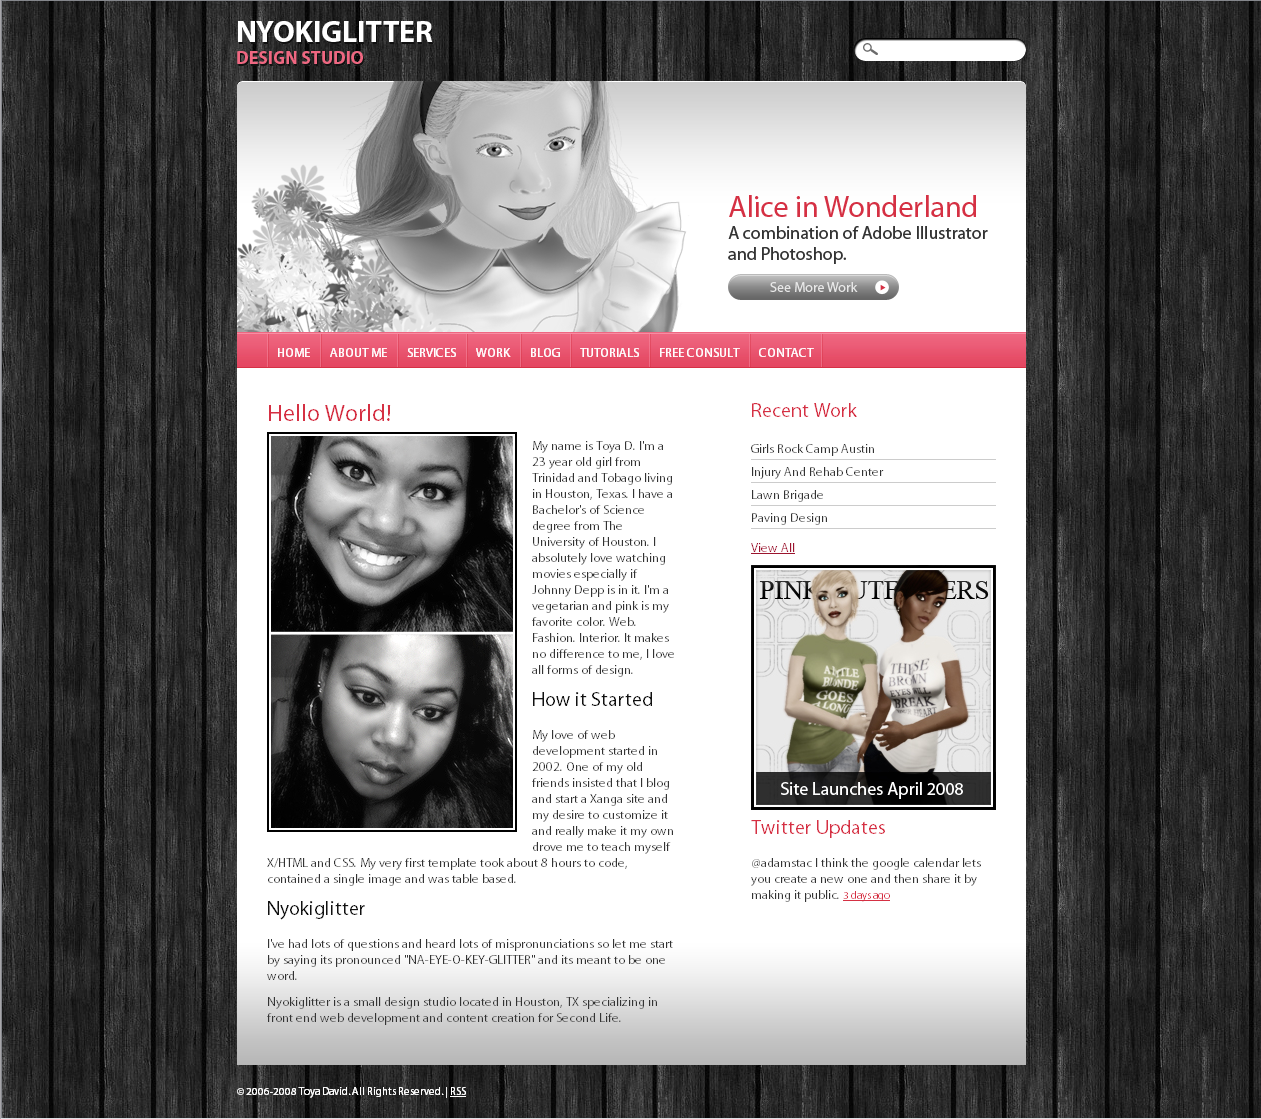 NYOKIGLITTER
DESIGN STUDIO
Alice in Wonderland
A combination of Adobe Illustrator
and Photoshop.
See More Work
HOME ABOUT ME SERVICES WORK BLOG TUTORIALS FREE CONSULT CONTACT
Hello World!
My name is Toya D. I'm a
23 year old girl from
Trinidad and Tobago living
in Houston, Texas. I have a
Bachelor's of Science
degree from The
University of Houston. I
absolutely love watching
movies especially if
Johnny Depp is in it. I'm a
vegetarian and pink is my
favorite color. Web.
Fashion. Interior. It makes
no difference to me, I love
all forms of design.
How it Started
My love of web
development started in
2002. One of my old
friends insisted that I blog
and start a Xanga site and
my desire to customize it
and really make it my own
drove me to teach myself
X/HTML and CSS. My very first template took about 8 hours to code,
contained a single image and was table based.
Nyokiglitter
I've had lots of questions and heard lots of mispronunciations so let me start
by saying its pronounced "NA-EYE-O-KEY-GLITTER" and its meant to be one
word.
Nyokiglitter is a small design studio located in Houston, TX specializing in
front end web development and content creation for Second Life.
Recent Work
Girls Rock Camp Austin
Injury And Rehab Center
Lawn Brigade
Paving Design
View All
BLONDE
GOES
A LONG
THESE
BROWN
EYES WILL
BREAK
Site Launches April 2008
Twitter Updates
@adamstac I think the google calendar lets
you create a new one and then share it by
making it public. 3 days ago
© 2006-2008 Toya David. All Rights Reserved. | RSS